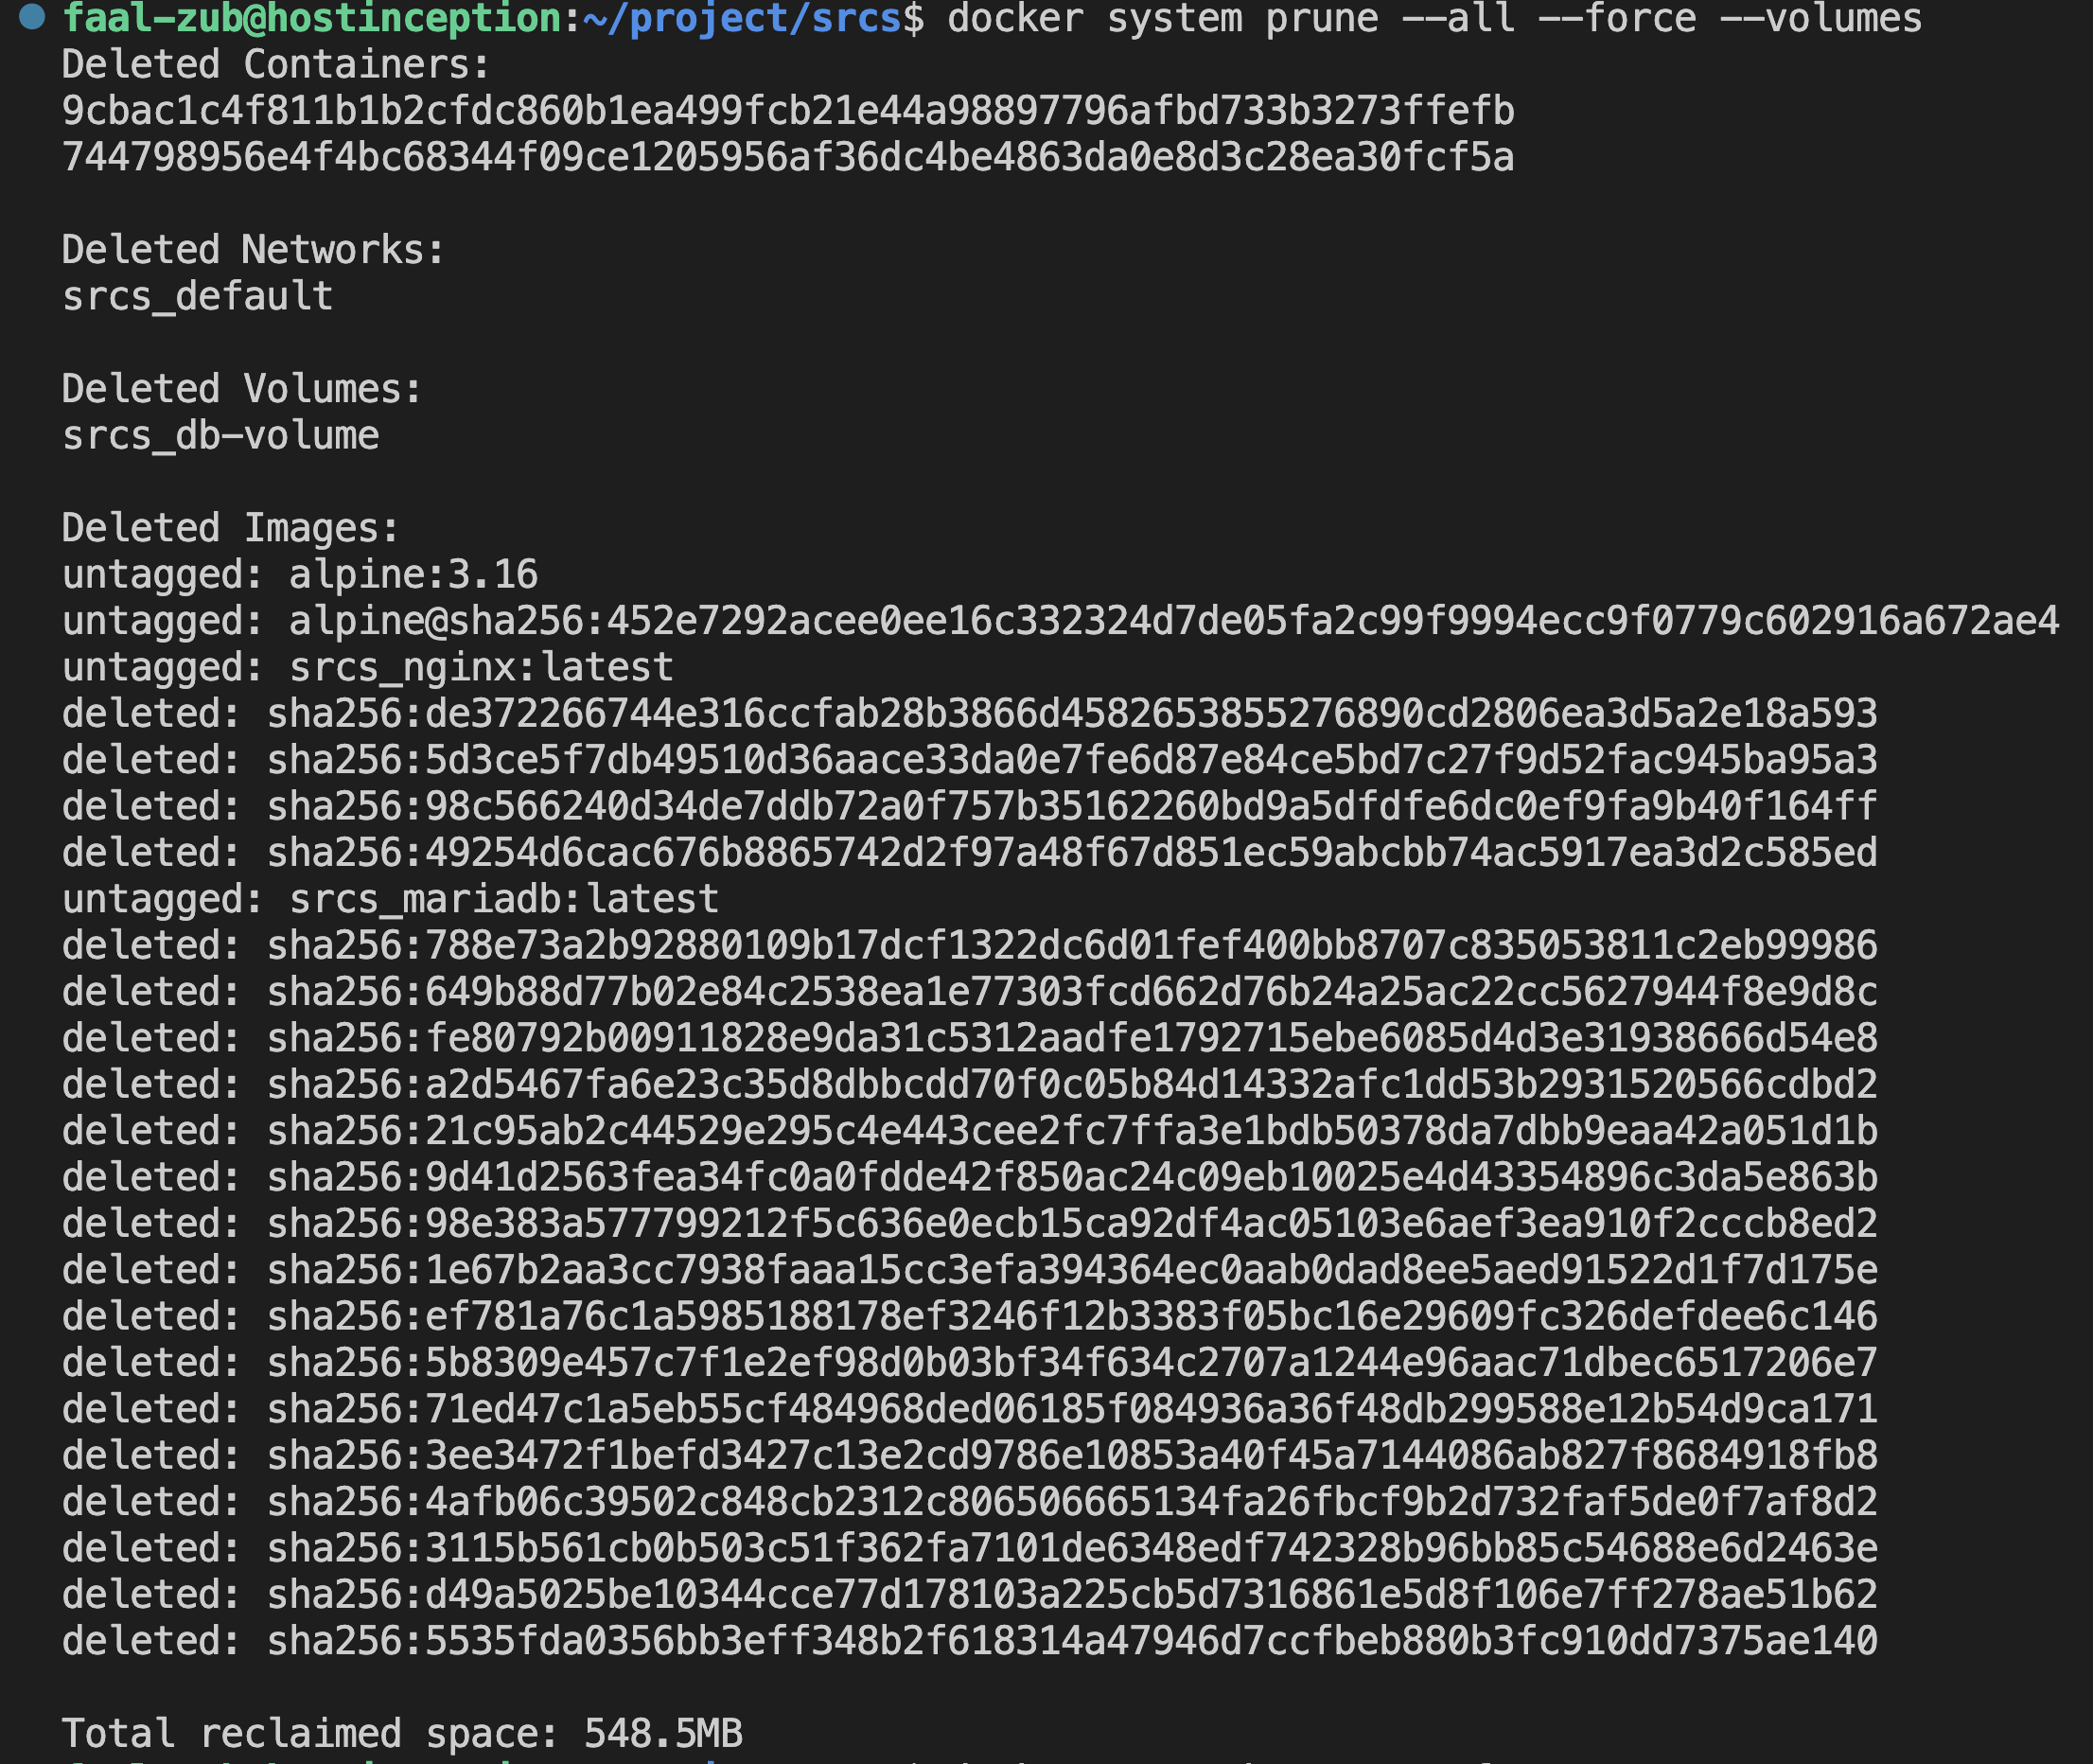 faal-zub@hostinception:~/project/srcs$ docker system prune --all --force --volumes
Deleted Containers:
9cbac1c4f811b1b2cfdc860b1ea499fcb21e44a98897796afbd733b3273ffefb
744798956e4f4bc68344f09ce1205956af36dc4be4863da0e8d3c28ea30fcf5a
Deleted Networks:
srcs_default
Deleted Volumes:
srcs_db-volume
Deleted Images:
untagged: alpine:3.16
untagged: alpine@sha256:452e7292acee0ee16c332324d7de05fa2c99f9994ecc9f0779c602916a672ae4
untagged: srcs_nginx:latest
deleted: sha256:de372266744e316ccfab28b3866d4582653855276890cd2806ea3d5a2e18a593
deleted: sha256:5d3ce5f7db49510d36aace33da0e7fe6d87e84ce5bd7c27f9d52fac945ba95a3
deleted: sha256:98c566240d34de7ddb72a0f757b35162260bd9a5dfdfe6dc0ef9fa9b40f164ff
deleted: sha256:49254d6cac676b8865742d2f97a48f67d851ec59abcbb74ac5917ea3d2c585ed
untagged: srcs_mariadb:latest
deleted: sha256:788e73a2b92880109b17dcf1322dc6d01fef400bb8707c835053811c2eb99986
deleted: sha256:649b88d77b02e84c2538ea1e77303fcd662d76b24a25ac22cc5627944f8e9d8c
deleted: sha256:fe80792b00911828e9da31c5312aadfe1792715ebe6085d4d3e31938666d54e8
deleted: sha256:a2d5467fa6e23c35d8dbbcdd70f0c05b84d14332afc1dd53b2931520566cdbd2
deleted: sha256:21c95ab2c44529e295c4e443cee2fc7ffa3e1bdb50378da7dbb9eaa42a051d1b
deleted: sha256:9d41d2563fea34fc0a0fdde42f850ac24c09eb10025e4d43354896c3da5e863b
deleted: sha256:98e383a577799212f5c636e0ecb15ca92df4ac05103e6aef3ea910f2cccb8ed2
deleted: sha256:1e67b2aa3cc7938faaa15cc3efa394364ec0aab0dad8ee5aed91522d1f7d175e
deleted: sha256:ef781a76c1a5985188178ef3246f12b3383f05bc16e29609fc326defdee6c146
deleted: sha256:5b8309e457c7f1e2ef98d0b03bf34f634c2707a1244e96aac71dbec6517206e7
deleted: sha256:71ed47c1a5eb55cf484968ded06185f084936a36f48db299588e12b54d9ca171
deleted: sha256:3ee3472f1befd3427c13e2cd9786e10853a40f45a7144086ab827f8684918fb8
deleted: sha256:4afb06c39502c848cb2312c806506665134fa26fbcf9b2d732faf5de0f7af8d2
deleted: sha256:3115b561cb0b503c51f362fa7101de6348edf742328b96bb85c54688e6d2463e
deleted: sha256:d49a5025be10344cce77d178103a225cb5d7316861e5d8f106e7ff278ae51b62
deleted: sha256:5535fda0356bb3eff348b2f618314a47946d7ccfbeb880b3fc910dd7375ae140
Total reclaimed space: 548.5MB